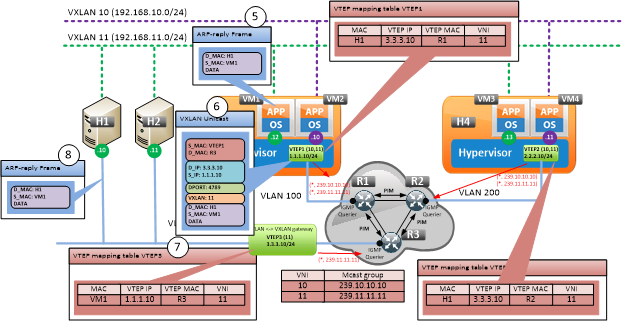 VXLAN 10 (192.168.10.0/24)
VXLAN 11 (192.168.11.0/24)
5
ARP-reply Frame
D_MAC: H1
S_MAC: VM1
DATA
VTEP mapping table VTEP1
MAC VTEP IP VTEP MAC VNI
H1 3.3.3.10 R1 11
6
VXLAN Unicast
S_MAC: VTEP1
D_MAC: R3
D_IP: 3.3.3.10
S_IP: 1.1.1.10
DPORT: 4789
VXLAN: 11
D_MAC: H1
S_MAC: VM1
DATA
VM1
VM2
APP
OS
APP
OS
.12
.10
visor
VTEP1 (10,11)
1.1.1.10/24
VM3
VM4
APP
OS
APP
OS
.13
.11
H4
Hypervisor
VTEP2 (10,11)
2.2.2.10/24
H1
H2
.10
.11
8
ARP-reply Frame
D_MAC: H1
S_MAC: VM1
DATA
VLAN 100
VLAN 200
(*, 239.10.10.10)
(*, 239.11.11.11)
(*, 239.10.10.10)
(*, 239.11.11.11)
R1
R2
R3
PIM
PIM
PIM
IGMP
Querier
IGMP
Querier
IGMP
Querier
VL
LAN <-> VXLAN gateway
VTEP3 (11)
3.3.3.10/24
(*, 239.11.11.11)
7
VTEP mapping table VTEP3
MAC VTEP IP VTEP MAC VNI
VM1 1.1.1.10 R3 11
VNI Mcast group
10 239.10.10.10
11 239.11.11.11
VTEP mapping table VTEP
MAC VTEP IP VTEP MAC VNI
H1 3.3.3.10 R2 11